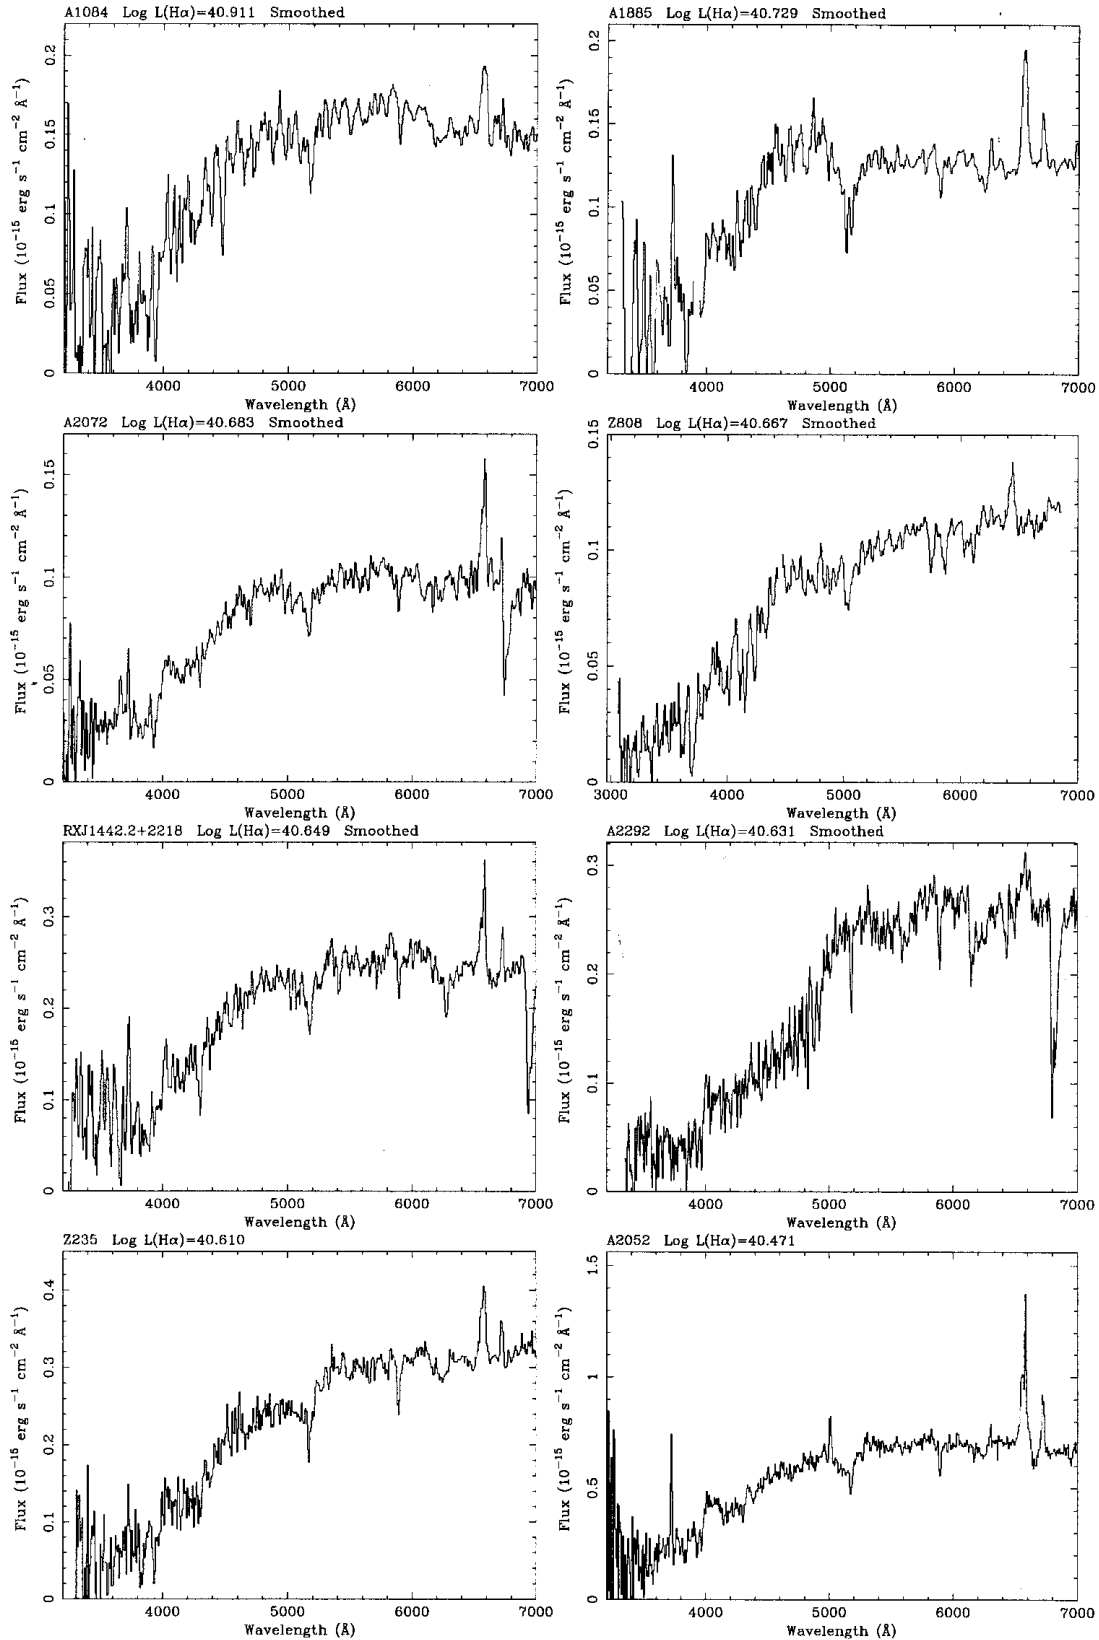 A1084 Log L(Hα)=40.911 Smoothed
Flux (10⁻¹⁵ erg s⁻¹ cm⁻² Å⁻¹)
0.2
0.15
0.1
0.05
0
4000 5000 6000 7000
Wavelength (Å)
A1885 Log L(Hα)=40.729 Smoothed
Flux (10⁻¹⁵ erg s⁻¹ cm⁻² Å⁻¹)
0.2
0.15
0.1
0.05
0
4000 5000 6000 7000
Wavelength (Å)
A2072 Log L(Hα)=40.683 Smoothed
Flux (10⁻¹⁵ erg s⁻¹ cm⁻² Å⁻¹)
0.15
0.1
0.05
0
4000 5000 6000 7000
Wavelength (Å)
Z808 Log L(Hα)=40.667 Smoothed
Flux (10⁻¹⁵ erg s⁻¹ cm⁻² Å⁻¹)
0.15
0.1
0.05
0
3000 4000 5000 6000 7000
Wavelength (Å)
RXJ1442.2+2218 Log L(Hα)=40.649 Smoothed
Flux (10⁻¹⁵ erg s⁻¹ cm⁻² Å⁻¹)
0.3
0.2
0.1
0
4000 5000 6000 7000
Wavelength (Å)
A2292 Log L(Hα)=40.631 Smoothed
Flux (10⁻¹⁵ erg s⁻¹ cm⁻² Å⁻¹)
0.3
0.2
0.1
0
4000 5000 6000 7000
Wavelength (Å)
Z235 Log L(Hα)=40.610
Flux (10⁻¹⁵ erg s⁻¹ cm⁻² Å⁻¹)
0.4
0.3
0.2
0.1
0
4000 5000 6000 7000
Wavelength (Å)
A2052 Log L(Hα)=40.471
Flux (10⁻¹⁵ erg s⁻¹ cm⁻² Å⁻¹)
1.5
1
0.5
0
4000 5000 6000 7000
Wavelength (Å)